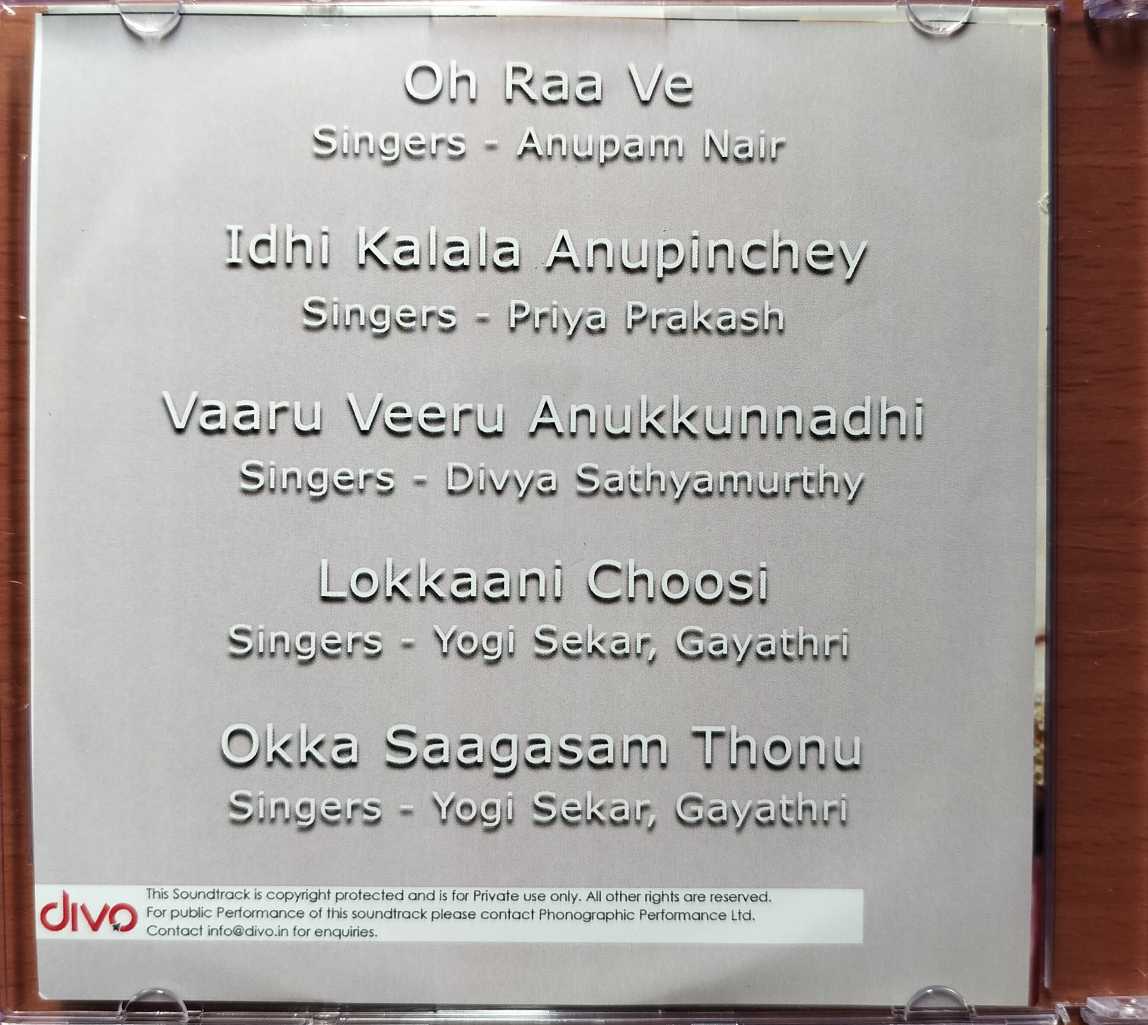 Oh Raa Ve
Singers - Anupam Nair
Idhi Kalala Anupinchey
Singers - Priya Prakash
Vaaru Veeru Anukkunnadhi
Singers - Divya Sathyamurthy
Lokkaani Choosi
Singers - Yogi Sekar, Gayathri
Okka Saagasam Thonu
Singers - Yogi Sekar, Gayathri
divo
This Soundtrack is copyright protected and is for Private use only. All other rights are reserved.
For public Performance of this soundtrack please contact Phonographic Performance Ltd.
Contact info@divo.in for enquiries.